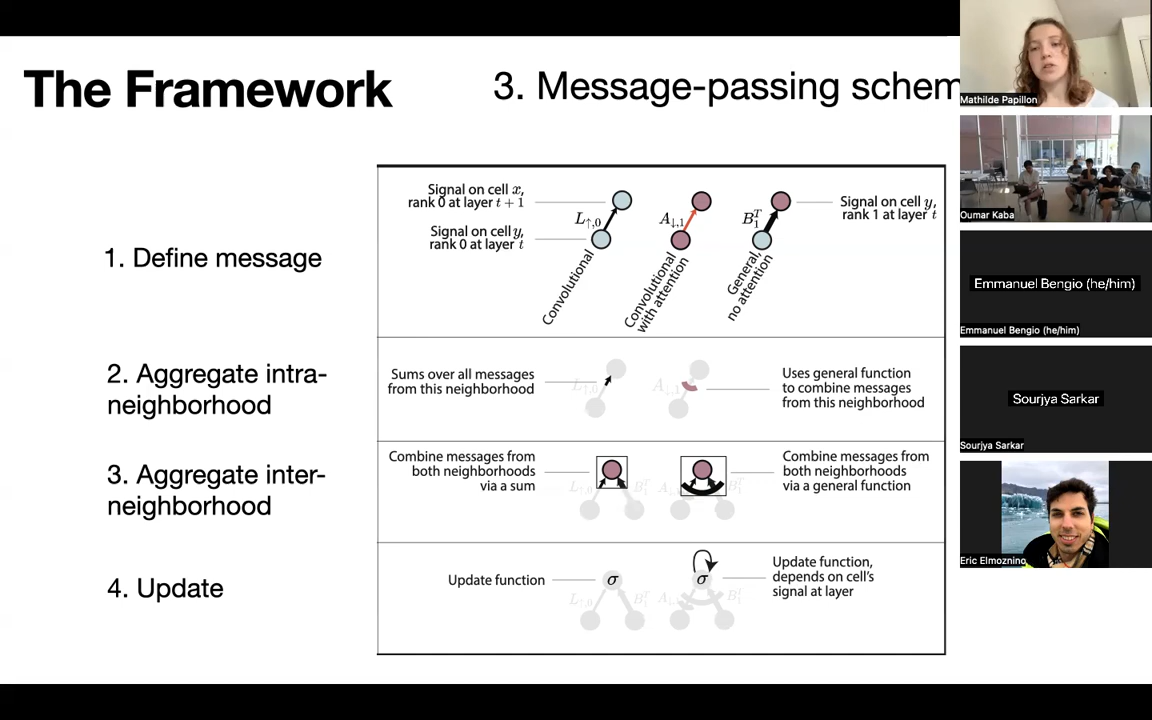 The Framework
3. Message-passing schem
1. Define message
Signal on cell x,
rank 0 at layer t + 1
Signal on cell y,
rank 0 at layer t
L↑,0
A↓,1
B₁ᵀ
Signal on cell y,
rank 1 at layer t
Convolutional
Convolutional
with attention
General,
no attention
2. Aggregate intra-
neighborhood
Sums over all messages
from this neighborhood
L↑,0
A↓,1
Uses general function
to combine messages
from this neighborhood
3. Aggregate inter-
neighborhood
Combine messages from
both neighborhoods
via a sum
Combine messages from
both neighborhoods
via a general function
4. Update
Update function
σ
σ
Update function,
depends on cell's
signal at layer
Mathilde Papillon
Oumar Kaba
Emmanuel Bengio (he/him)
Emmanuel Bengio (he/him)
Sourjya Sarkar
Sourjya Sarkar
Eric Elmoznino